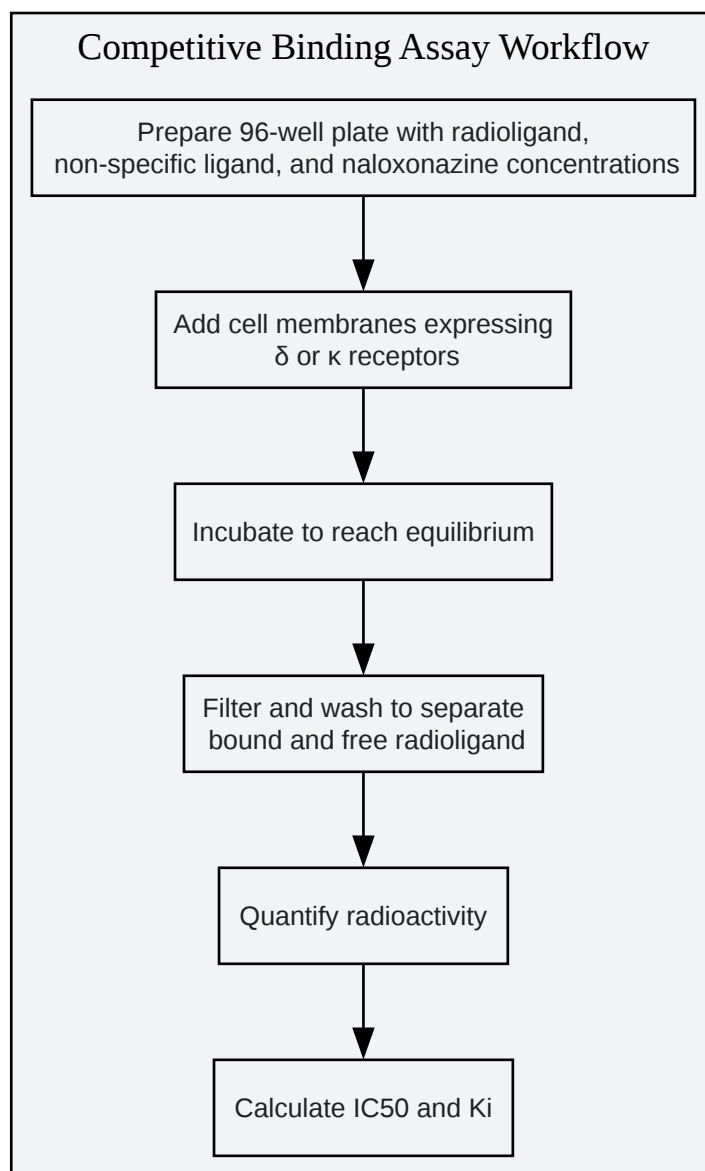 Competitive Binding Assay Workflow
Prepare 96-well plate with radioligand,
non-specific ligand, and naloxonazine concentrations
Add cell membranes expressing
δ or κ receptors
Incubate to reach equilibrium
Filter and wash to separate
bound and free radioligand
Quantify radioactivity
Calculate IC50 and Ki